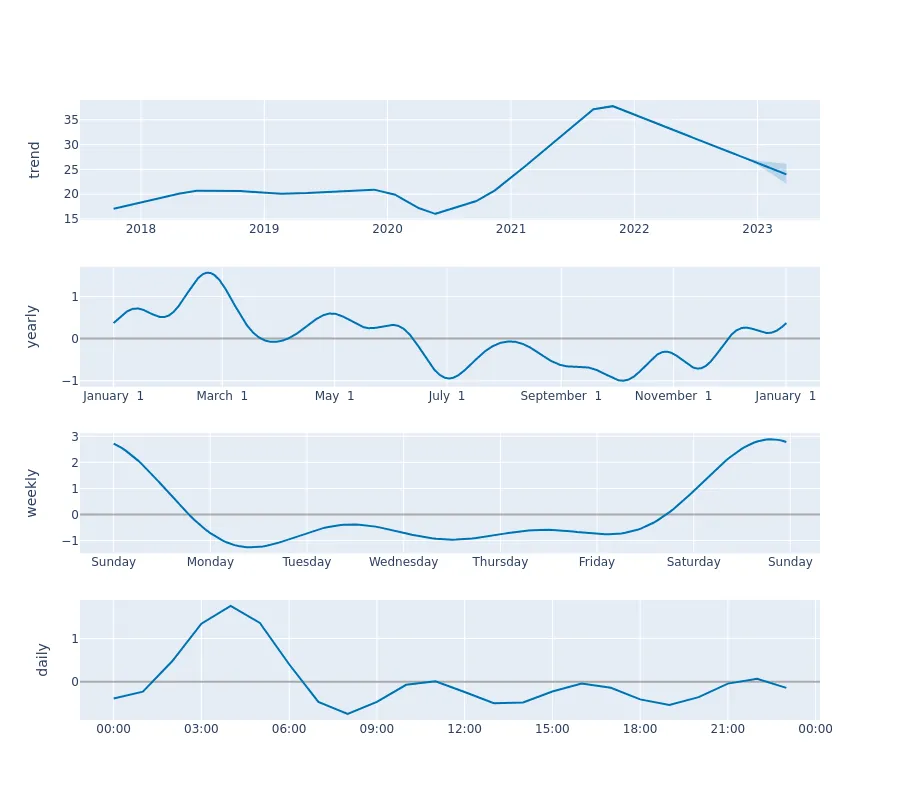 trend
35
30
25
20
15
2018 2019 2020 2021 2022 2023
yearly
1
0
−1
January 1 March 1 May 1 July 1 September 1 November 1 January 1
weekly
3
2
1
0
−1
Sunday Monday Tuesday Wednesday Thursday Friday Saturday Sunday
daily
1
0
00:00 03:00 06:00 09:00 12:00 15:00 18:00 21:00 00:00